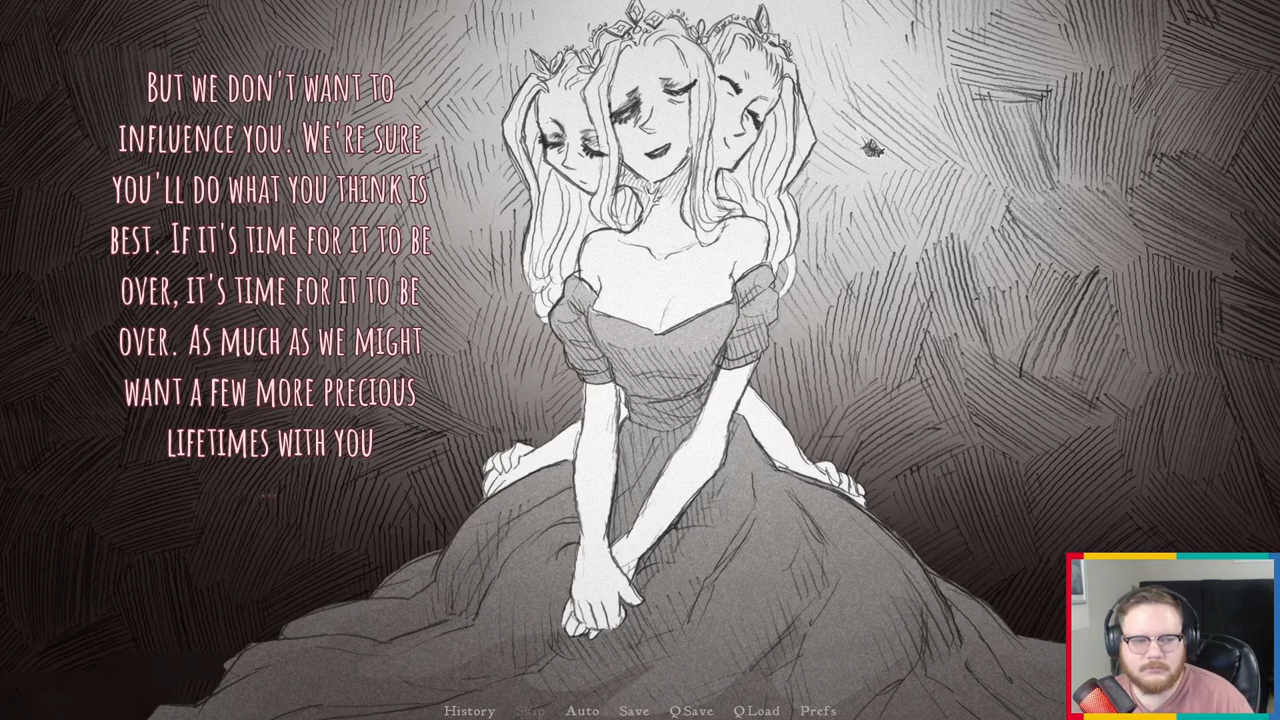 But we don't want to
influence you. We're sure
you'll do what you think is
best. If it's time for it to be
over, it's time for it to be
over. As much as we might
want a few more precious
lifetimes with you
...
History Skip Auto Save Q.Save Q.Load Prefs